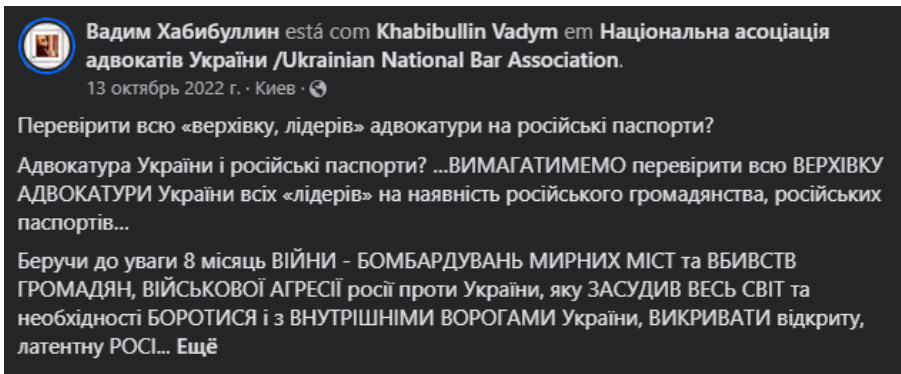 Вадим Хабибуллин está com Khabibullin Vadym em Національна асоціація
адвокатів України /Ukrainian National Bar Association.
13 октябрь 2022 г. · Киев ·
Перевірити всю «верхівку, лідерів» адвокатури на російські паспорти?
Адвокатура України і російські паспорти? ...ВИМАГАТИМЕМО перевірити всю ВЕРХІВКУ
АДВОКАТУРИ України всіх «лідерів» на наявність російського громадянства, російських
паспортів...
Беручи до уваги 8 місяць ВІЙНИ - БОМБАРДУВАНЬ МИРНИХ МІСТ та ВБИВСТВ
ГРОМАДЯН, ВІЙСЬКОВОЇ АГРЕСІЇ росії проти України, яку ЗАСУДИВ ВЕСЬ СВІТ та
необхідності БОРОТИСЯ і з ВНУТРІШНІМИ ВОРОГАМИ України, ВИКРИВАТИ відкриту,
латентну РОСІ... Ещё